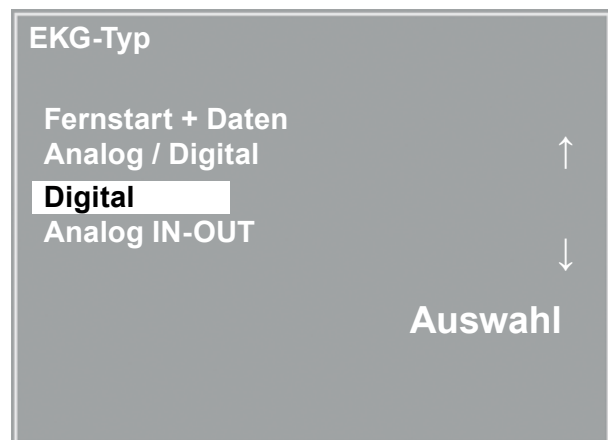 EKG-Typ
Fernstart + Daten
Analog / Digital
↑
Digital
Analog IN-OUT
↓
Auswahl